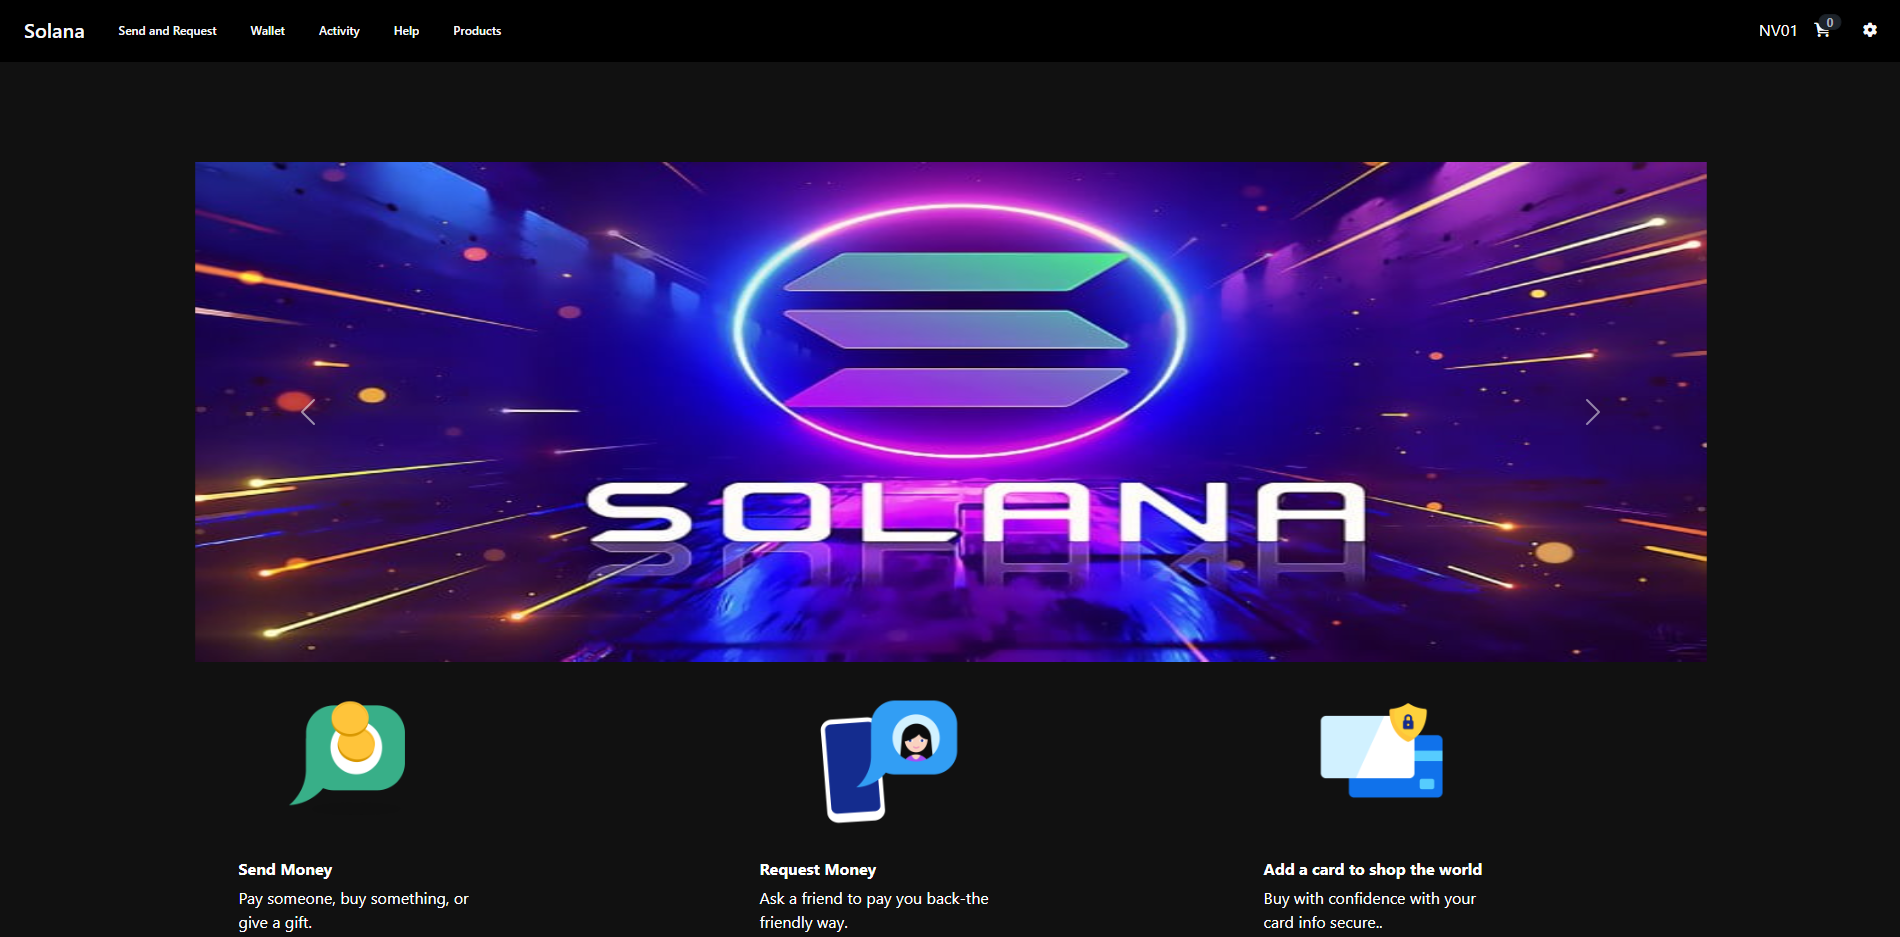 Solana
Send and Request
Wallet
Activity
Help
Products
NV01
0
SOLANA
Send Money
Pay someone, buy something, or
give a gift.
Request Money
Ask a friend to pay you back-the
friendly way.
Add a card to shop the world
Buy with confidence with your
card info secure..